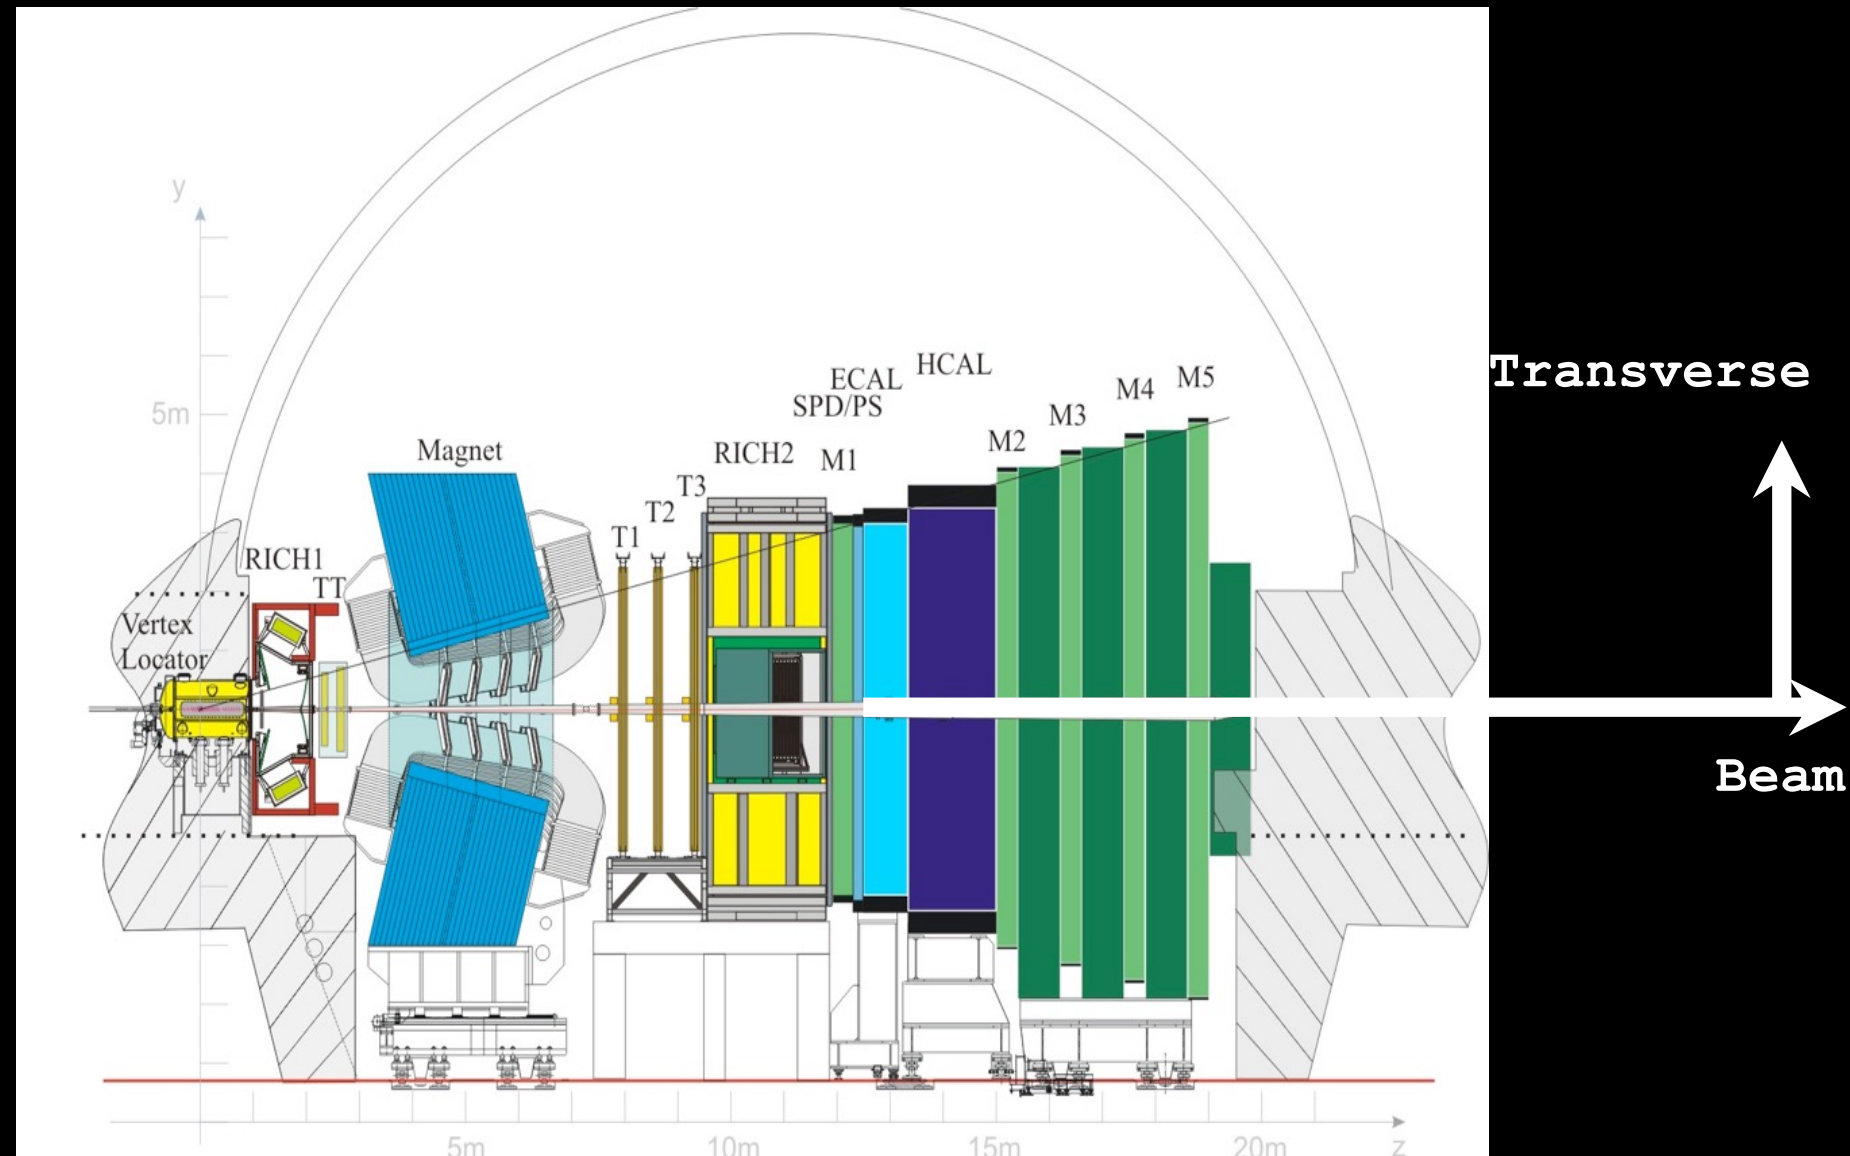 y
HCAL
ECAL
SPD/PS
Transverse
M5
M4
M3
5m
M2
Magnet
RICH2
M1
T3
T2
T1
RICH1
TT
Vertex
Locator
Beam
5m
10m
15m
20m
z